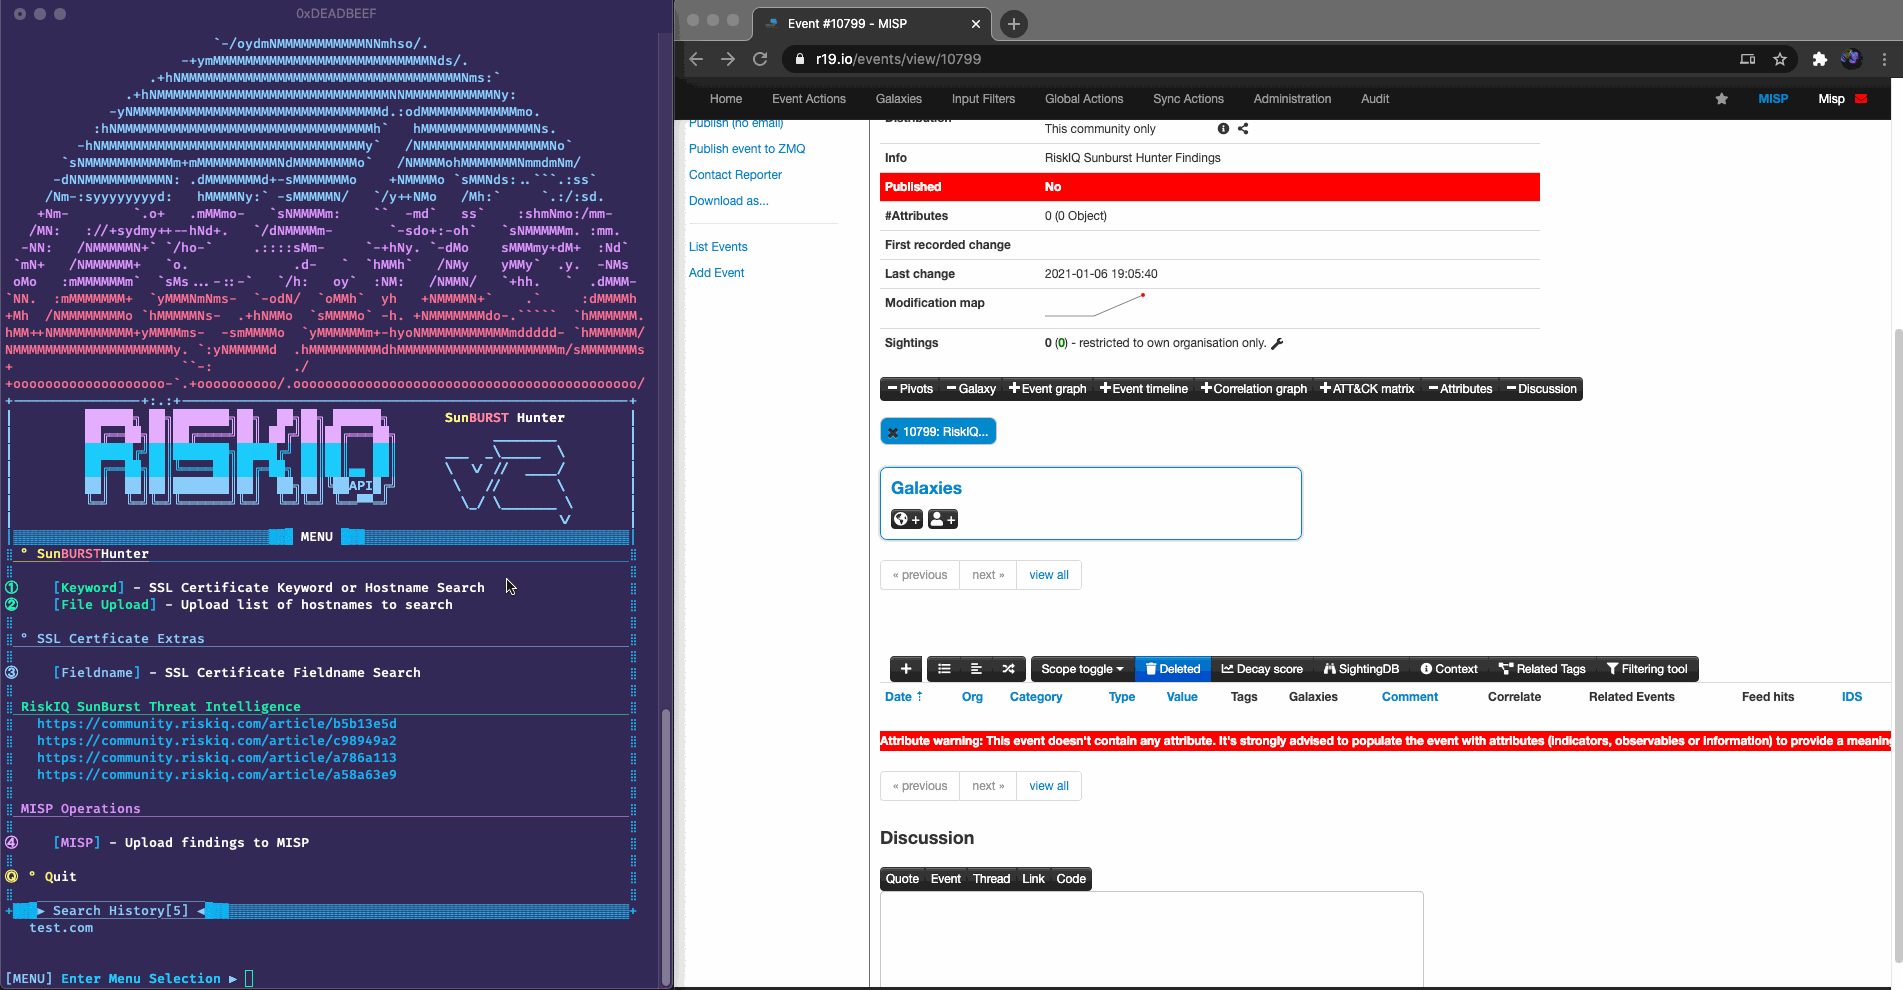 0xDEADBEEF
SunBURST Hunter
API
MENU
° SunBURSTHunter
① [Keyword] - SSL Certificate Keyword or Hostname Search
② [File Upload] - Upload list of hostnames to search
° SSL Certficate Extras
③ [Fieldname] - SSL Certificate Fieldname Search
RiskIQ SunBurst Threat Intelligence
https://community.riskiq.com/article/b5b13e5d
https://community.riskiq.com/article/c98949a2
https://community.riskiq.com/article/a786a113
https://community.riskiq.com/article/a58a63e9
MISP Operations
④ [MISP] - Upload findings to MISP
Ⓠ ° Quit
► Search History[5] ◄
test.com
[MENU] Enter Menu Selection ►
Event #10799 - MISP
r19.io/events/view/10799
Home Event Actions Galaxies Input Filters Global Actions Sync Actions Administration Audit MISP Misp
Publish (no email)
Publish event to ZMQ
Contact Reporter
Download as...
List Events
Add Event
Distribution
This community only
Info RiskIQ Sunburst Hunter Findings
Published No
#Attributes 0 (0 Object)
First recorded change
Last change 2021-01-06 19:05:40
Modification map
Sightings 0 (0) - restricted to own organisation only.
−Pivots −Galaxy +Event graph +Event timeline +Correlation graph +ATT&CK matrix −Attributes −Discussion
10799: RiskIQ...
Galaxies
+ +
« previous next » view all
+ Scope toggle Deleted Decay score SightingDB Context Related Tags Filtering tool
Date ↑ Org Category Type Value Tags Galaxies Comment Correlate Related Events Feed hits IDS
Attribute warning: This event doesn't contain any attribute. It's strongly advised to populate the event with attributes (indicators, observables or information) to provide a meaning
« previous next » view all
Discussion
Quote Event Thread Link Code